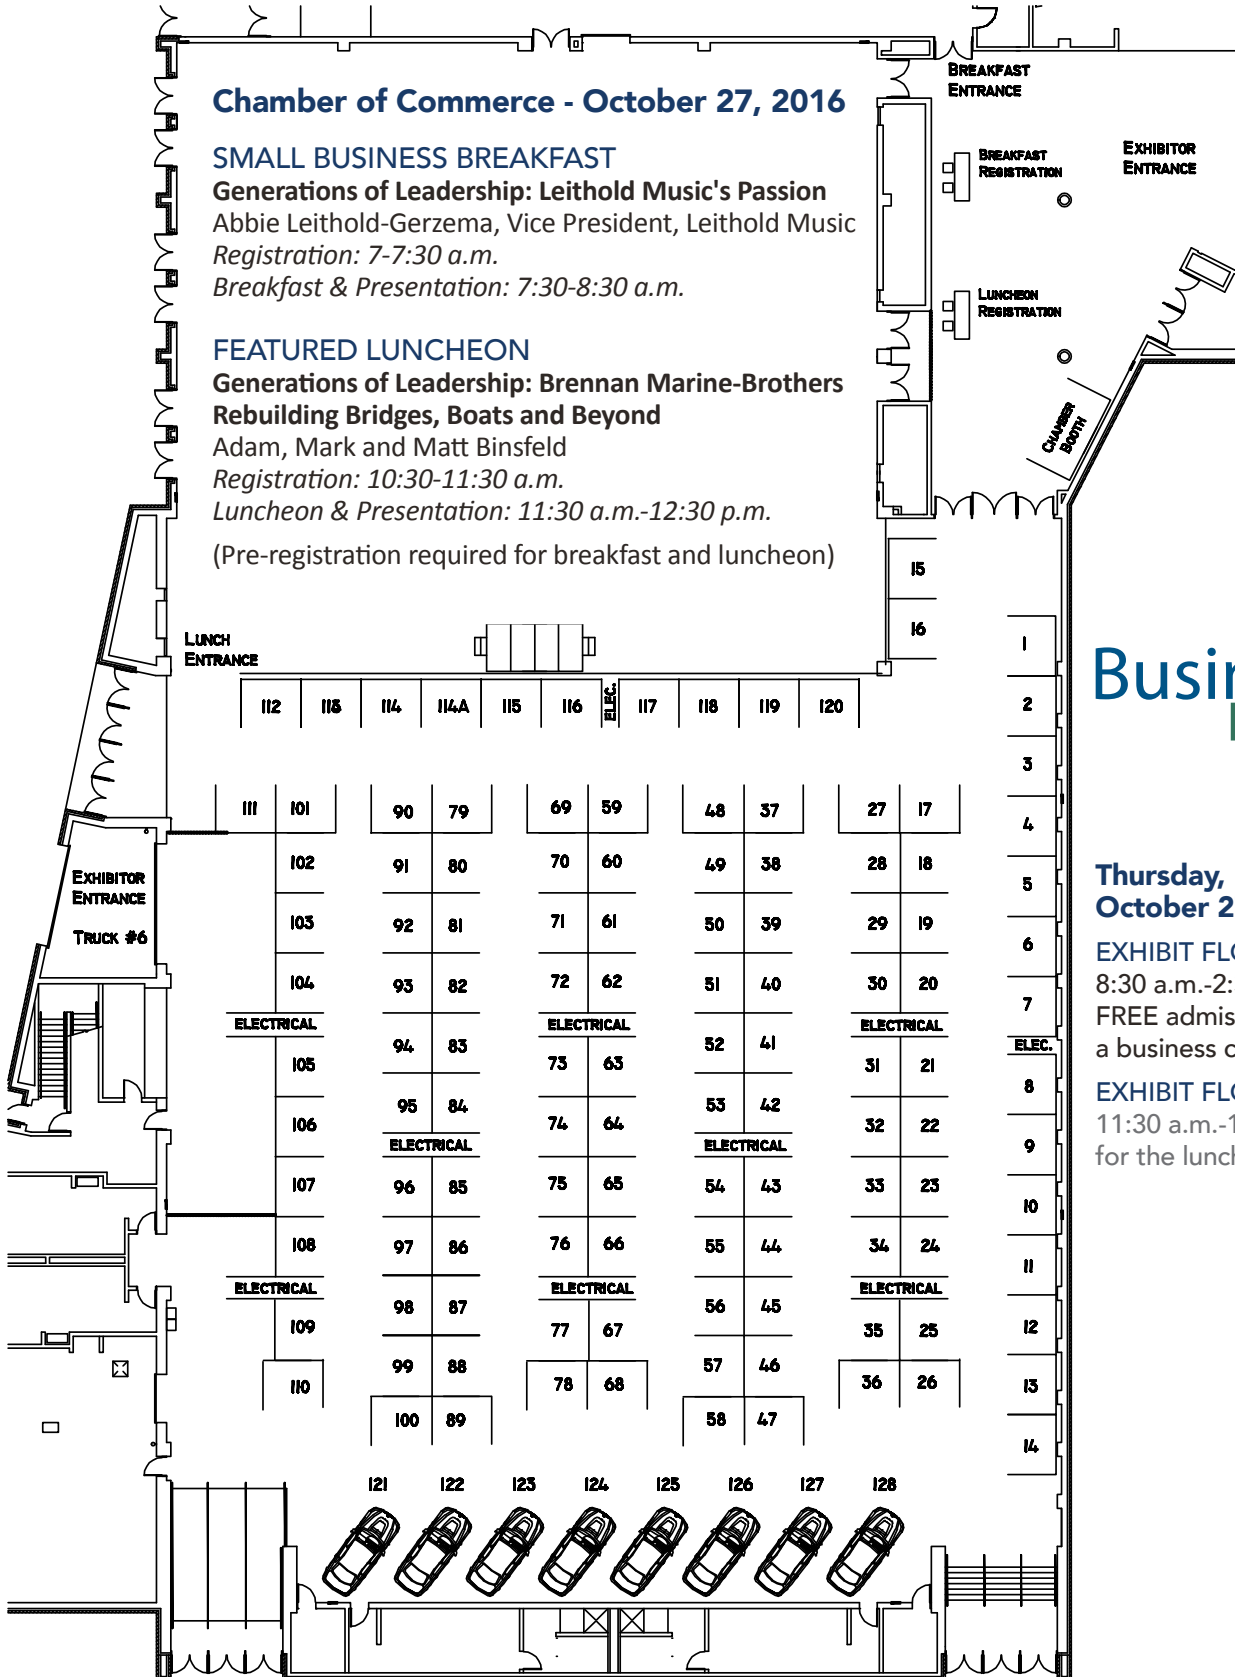 BREAKFAST
ENTRANCE
Chamber of Commerce - October 27, 2016
SMALL BUSINESS BREAKFAST
Generations of Leadership: Leithold Music's Passion
Abbie Leithold-Gerzema, Vice President, Leithold Music
Registration: 7-7:30 a.m.
Breakfast & Presentation: 7:30-8:30 a.m.
FEATURED LUNCHEON
Generations of Leadership: Brennan Marine-Brothers
Rebuilding Bridges, Boats and Beyond
Adam, Mark and Matt Binsfeld
Registration: 10:30-11:30 a.m.
Luncheon & Presentation: 11:30 a.m.-12:30 p.m.
(Pre-registration required for breakfast and luncheon)
BREAKFAST
REGISTRATION
EXHIBITOR
ENTRANCE
LUNCHEON
REGISTRATION
CHAMBER
BOOTH
15
16
LUNCH
ENTRANCE
112 113 114 114A 115 116 ELEC. 117 118 119 120
1
2
3
4
5
6
7
ELEC.
8
9
10
11
12
13
14
111 101 90 79 69 59 48 37 27 17
102 91 80 70 60 49 38 28 18
103 92 81 71 61 50 39 29 19
104 93 82 72 62 51 40 30 20
ELECTRICAL ELECTRICAL ELECTRICAL
105 94 83 73 63 52 41 31 21
106 95 84 74 64 53 42 32 22
ELECTRICAL ELECTRICAL
107 96 85 75 65 54 43 33 23
108 97 86 76 66 55 44 34 24
ELECTRICAL ELECTRICAL ELECTRICAL
109 98 87 77 67 56 45 35 25
110 99 88 78 68 57 46 36 26
100 89 58 47
121 122 123 124 125 126 127 128
EXHIBITOR
ENTRANCE
TRUCK #6
Busin
Thursday,
October 2
EXHIBIT FLO
8:30 a.m.-2:
FREE admis
a business c
EXHIBIT FLO
11:30 a.m.-1
for the lunch